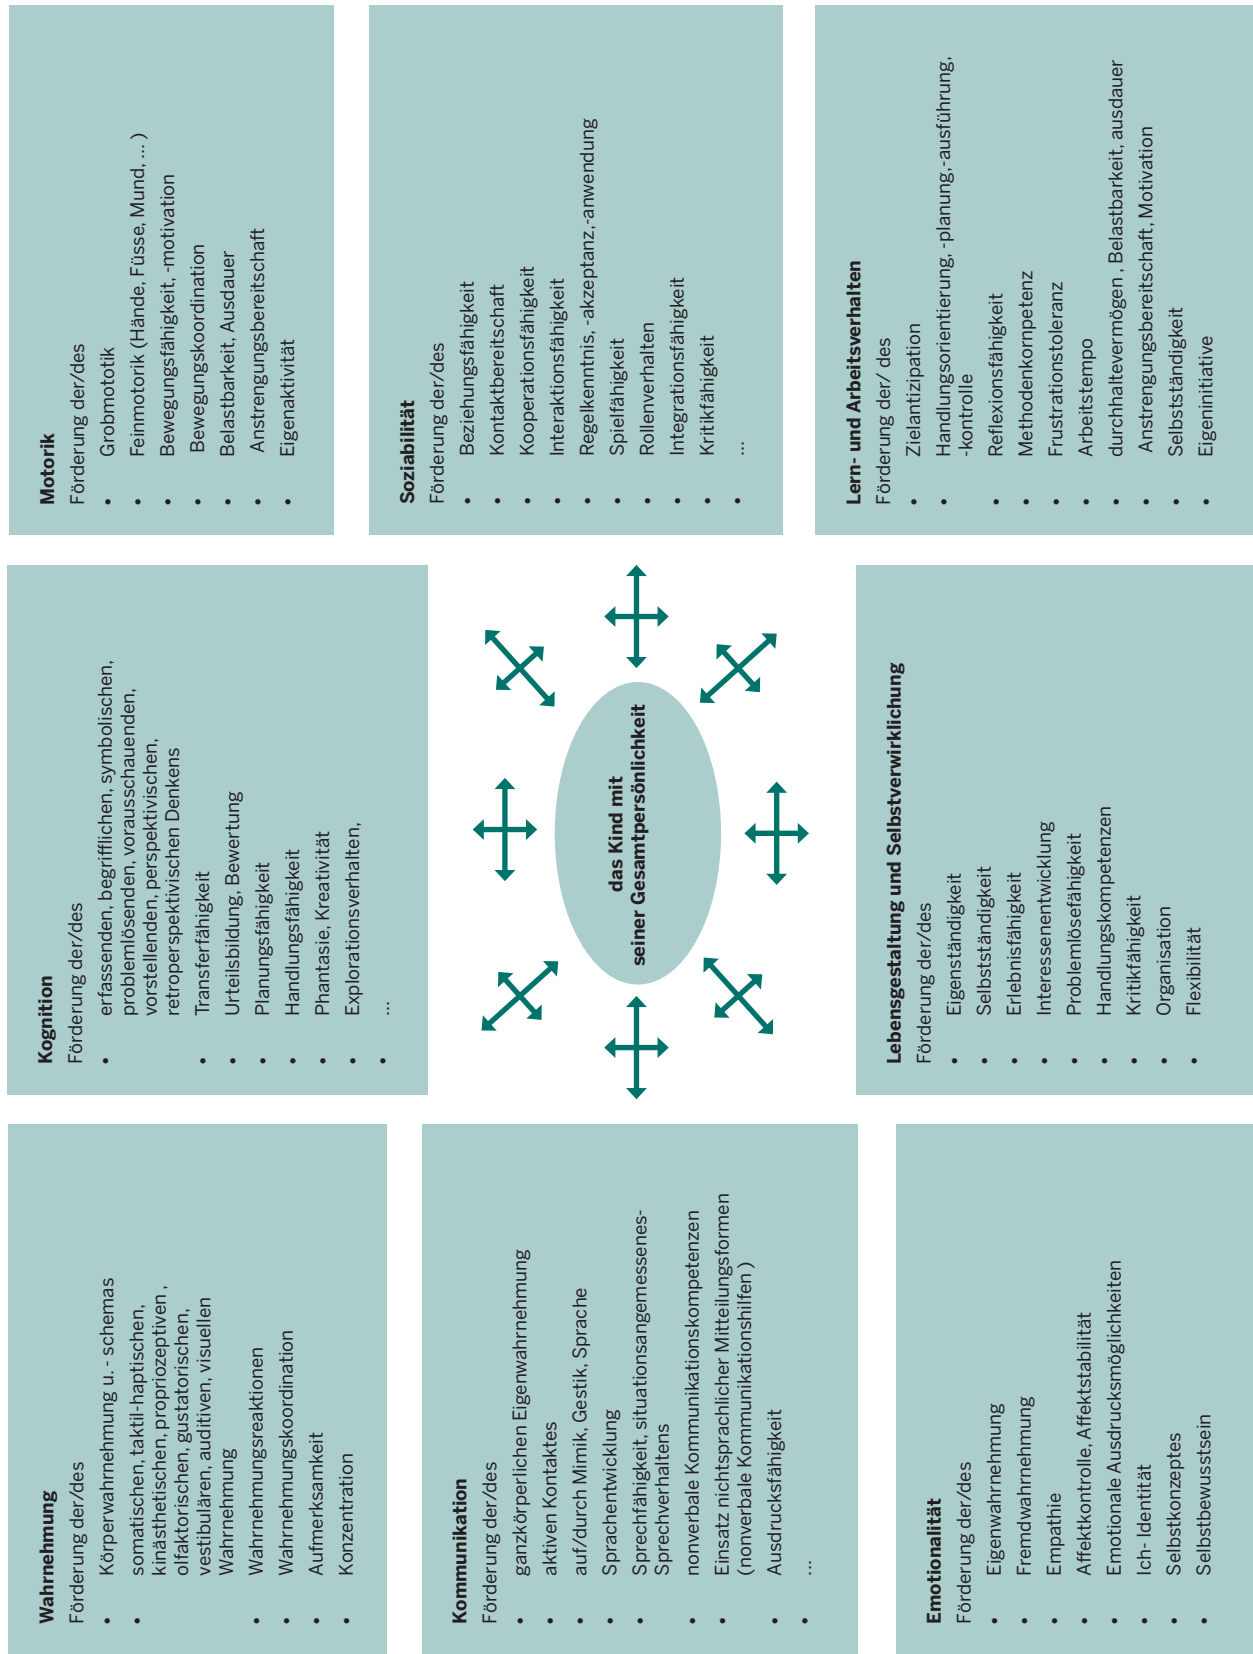 Wahrnehmung
Förderung der/des
• Körperwahrnehmung u.- schemas
• somatischen, taktil-haptischen,
kinästhetischen, propriozeptiven ,
olfaktorischen, gustatorischen,
vestibulären, auditiven, visuellen
Wahrnehmung
• Wahrnehmungsreaktionen
• Wahrnehmungskoordination
• Aufmerksamkeit
• Konzentration
Kognition
Förderung der/des
• erfassenden, begrifflichen, symbolischen,
problemlösenden, vorausschauenden,
vorstellenden, perspektivischen,
retroperspektivischen Denkens
• Transferfähigkeit
• Urteilsbildung, Bewertung
• Planungsfähigkeit
• Handlungsfähigkeit
• Phantasie, Kreativität
• Explorationsverhalten,
• ...
Motorik
Förderung der/des
• Grobmototik
• Feinmotorik (Hände, Füsse, Mund, ... )
• Bewegungsfähigkeit, -motivation
• Bewegungskoordination
• Belastbarkeit, Ausdauer
• Anstrengungsbereitschaft
• Eigenaktivität
Kommunikation
Förderung der/des
• ganzkörperlichen Eigenwahrnehmung
• aktiven Kontaktes
• auf/durch Mimik, Gestik, Sprache
• Sprachentwicklung
• Sprechfähigkeit, situationsangemessenes-
Sprechverhaltens
• nonverbale Kommunikationskompetenzen
• Einsatz nichtsprachlicher Mitteilungsformen
(nonverbale Kommunikationshilfen )
• Ausdrucksfähigkeit
• ...
das Kind mit
seiner Gesamtpersönlichkeit
Soziabilität
Förderung der/des
• Beziehungsfähigkeit
• Kontaktbereitschaft
• Kooperationsfähigkeit
• Interaktionsfähigkeit
• Regelkenntnis, -akzeptanz,-anwendung
• Spielfähigkeit
• Rollenverhalten
• Integrationsfähigkeit
• Kritikfähigkeit
• ...
Emotionalität
Förderung der/des
• Eigenwahrnehmung
• Fremdwahrnehmung
• Empathie
• Affektkontrolle, Affektstabilität
• Emotionale Ausdrucksmöglichkeiten
• Ich- Identität
• Selbstkonzeptes
• Selbstbewusstsein
Lebensgestaltung und Selbstverwirklichung
Förderung der/des
• Eigenständigkeit
• Selbstständigkeit
• Erlebnisfähigkeit
• Interessenentwicklung
• Problemlösefähigkeit
• Handlungskompetenzen
• Kritikfähigkeit
• Organisation
• Flexibilität
Lern- und Arbeitsverhalten
Förderung der/ des
• Zielantizipation
• Handlungsorientierung, -planung,-ausführung,
-kontrolle
• Reflexionsfähigkeit
• Methodenkompetenz
• Frustrationstoleranz
• Arbeitstempo
• durchhaltevermögen , Belastbarkeit, ausdauer
• Anstrengungsbereitschaft, Motivation
• Selbstständigkeit
• Eigeninitiative